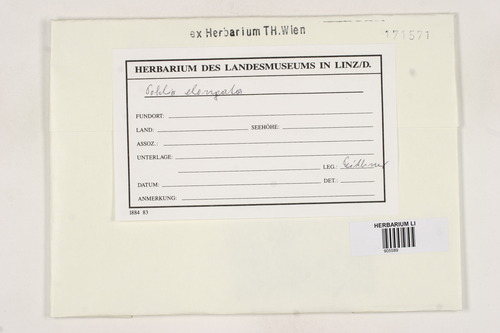 ex Herbarium TH.Wien
171571
HERBARIUM DES LANDESMUSEUMS IN LINZ/D.
Pohlia elongata
FUNDORT:
LAND: SEEHÖHE:
ASSOZ.:
UNTERLAGE:
LEG.:
DATUM: DET.:
ANMERKUNG:
1884 83
HERBARIUM LI